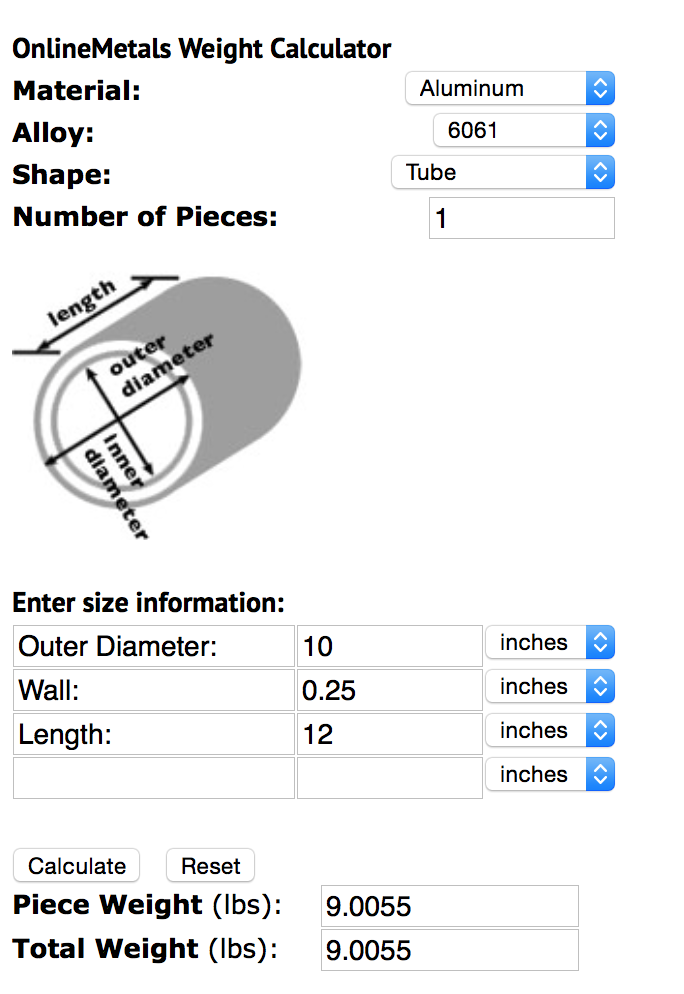 OnlineMetals Weight Calculator
Material: Aluminum
Alloy: 6061
Shape: Tube
Number of Pieces: 1
length
outer
diameter
Inner
diameter
Enter size information:
Outer Diameter: 10 inches
Wall: 0.25 inches
Length: 12 inches
inches
Calculate Reset
Piece Weight (lbs): 9.0055
Total Weight (lbs): 9.0055